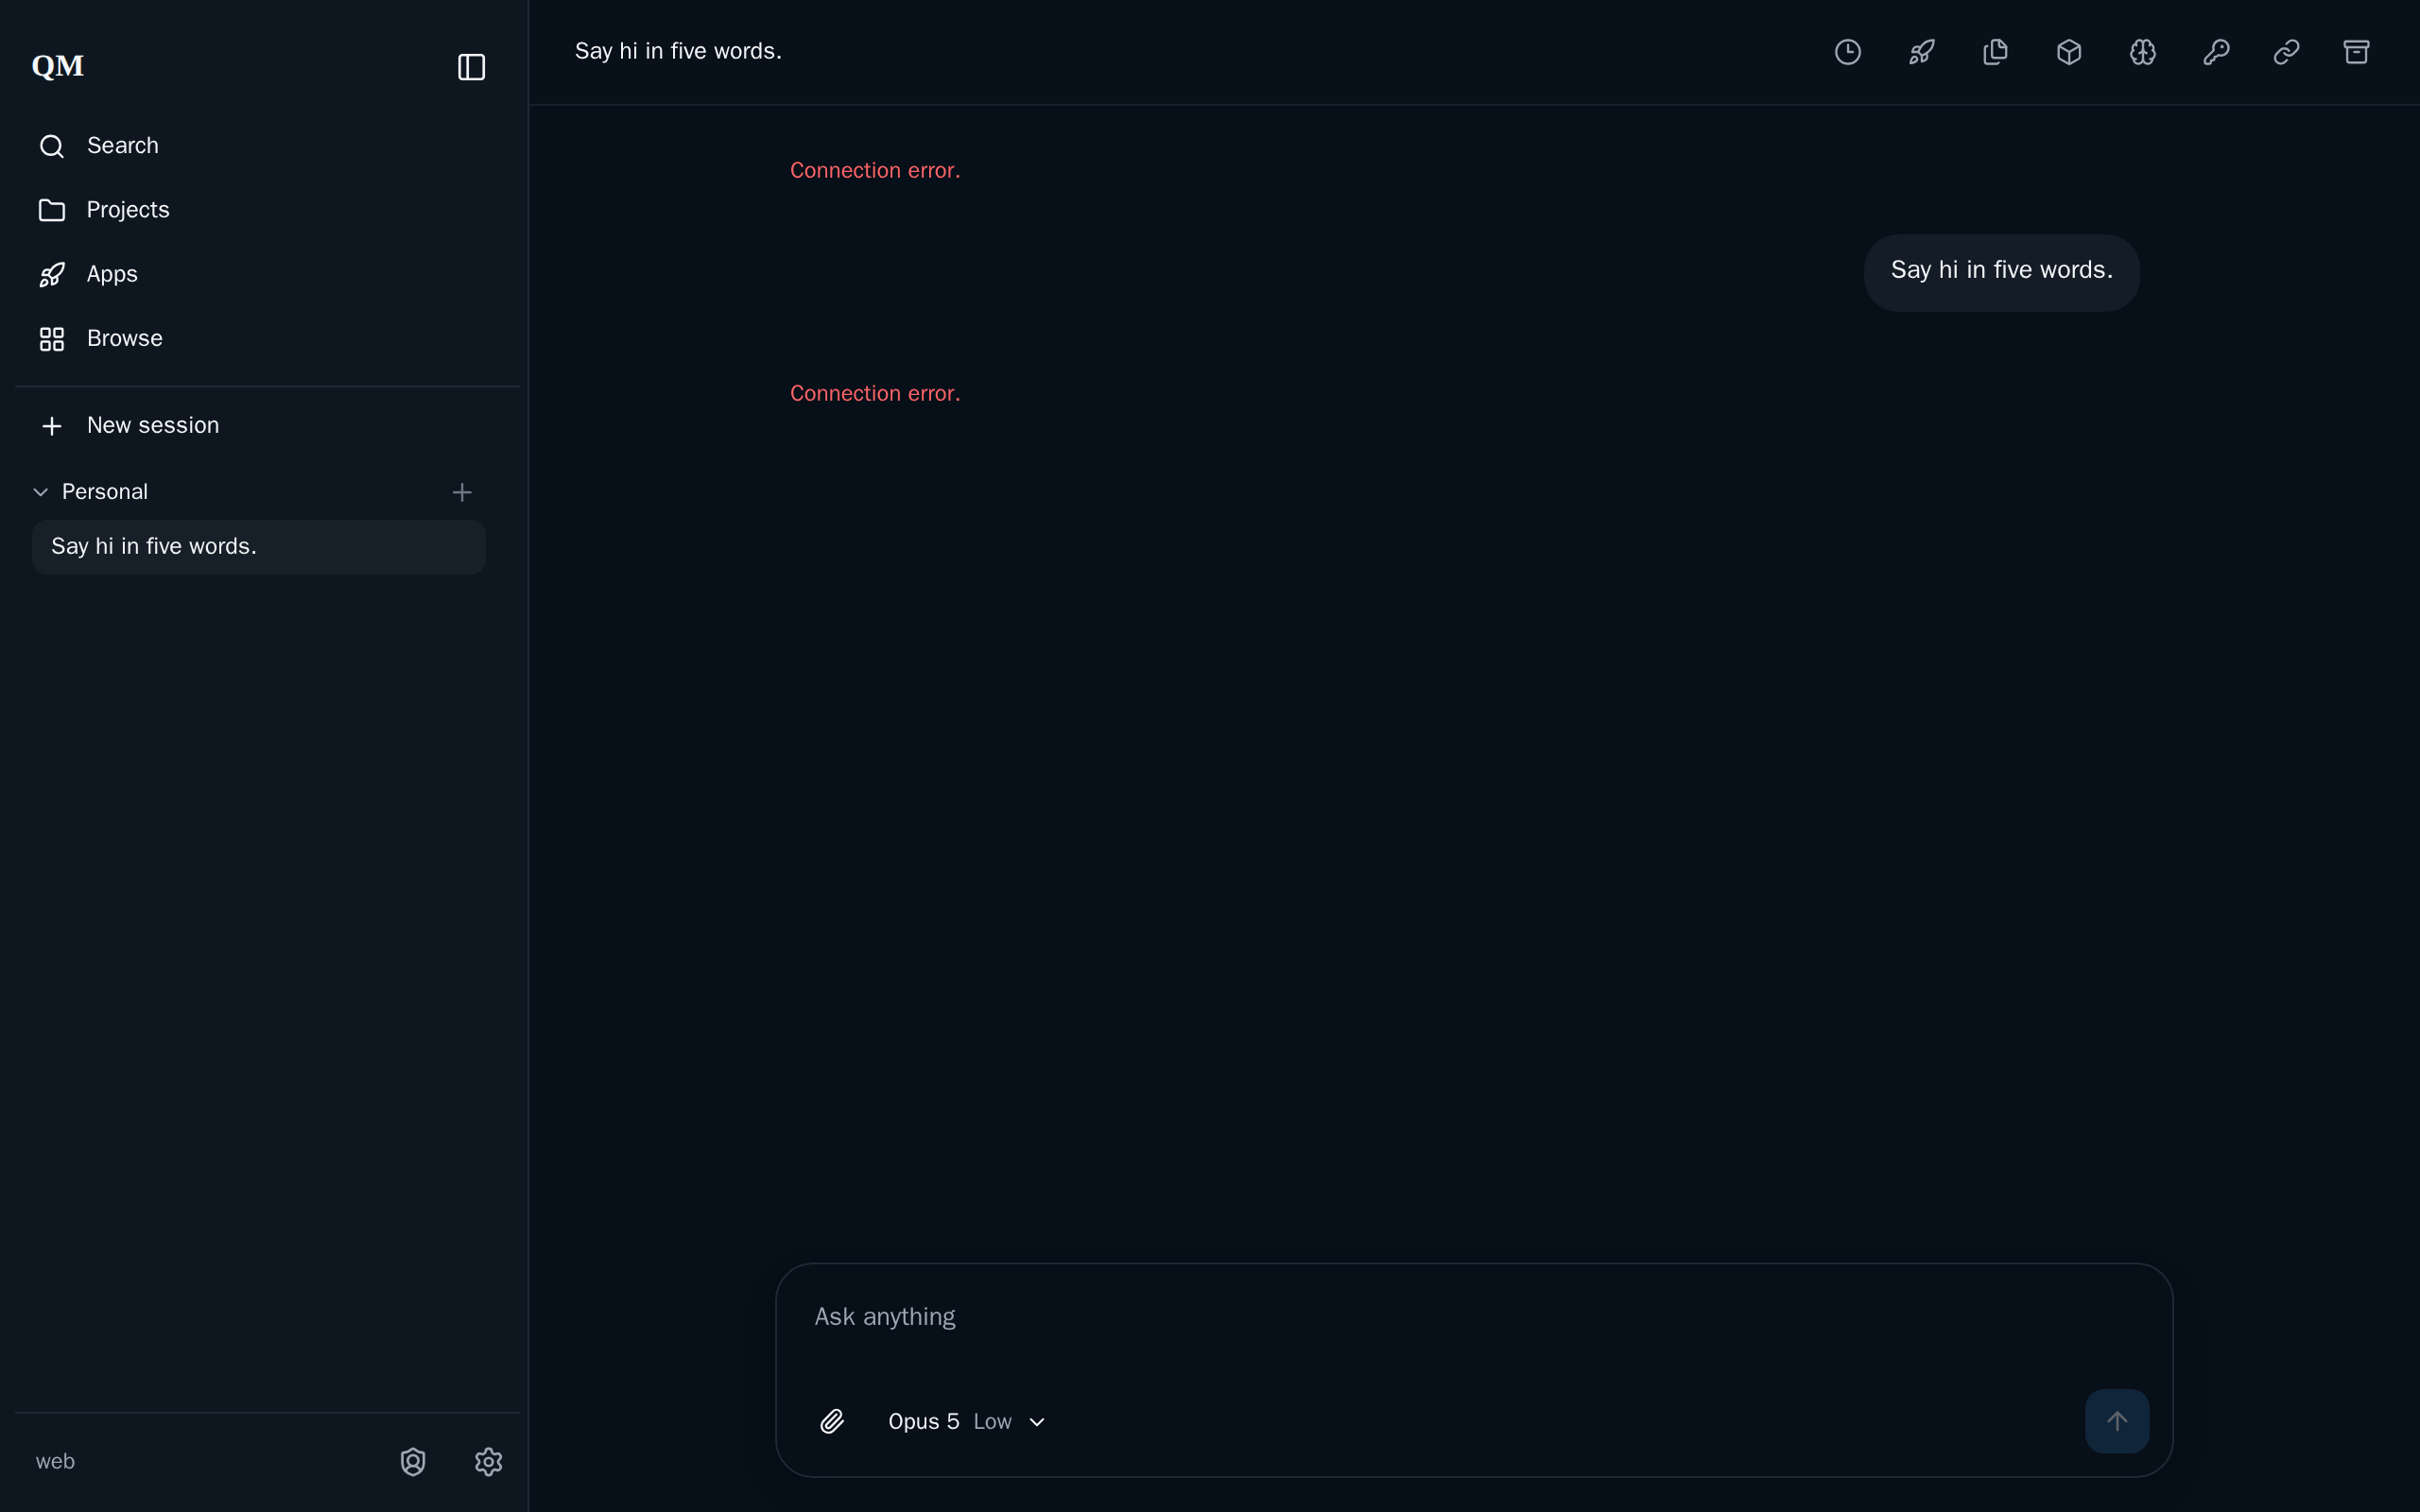 QM
Search
Projects
Apps
Browse
New session
Personal
Say hi in five words.
web
Say hi in five words.
Connection error.
Say hi in five words.
Connection error.
Ask anything
Opus 5 Low